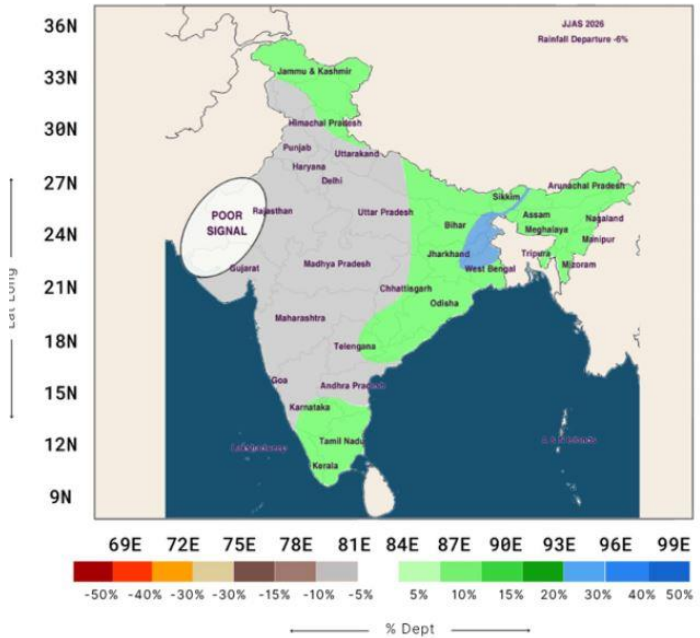 36N
JJAS 2026
Rainfall Departure -6%
33N
Jammu & Kashmir
30N
Himachal Pradesh
Punjab
Uttarakand
Haryana
Delhi
27N
Sikkim
Arunachal Pradesh
POOR
SIGNAL
Rajasthan
Uttar Pradesh
Bihar
Assam
Nagaland
Meghalaya
24N
Manipur
Jharkhand
Tripura
Gujarat
Madhya Pradesh
West Bengal
Mizoram
Lat Long
21N
Chhattisgarh
Odisha
Maharashtra
18N
Telengana
Goa
Andhra Pradesh
15N
Karnataka
12N
Tamil Nadu
Lakshadweep
Kerala
9N
69E 72E 75E 78E 81E 84E 87E 90E 93E 96E 99E
-50% -40% -30% -30% -15% -10% -5% 5% 10% 15% 20% 30% 40% 50%
% Dept